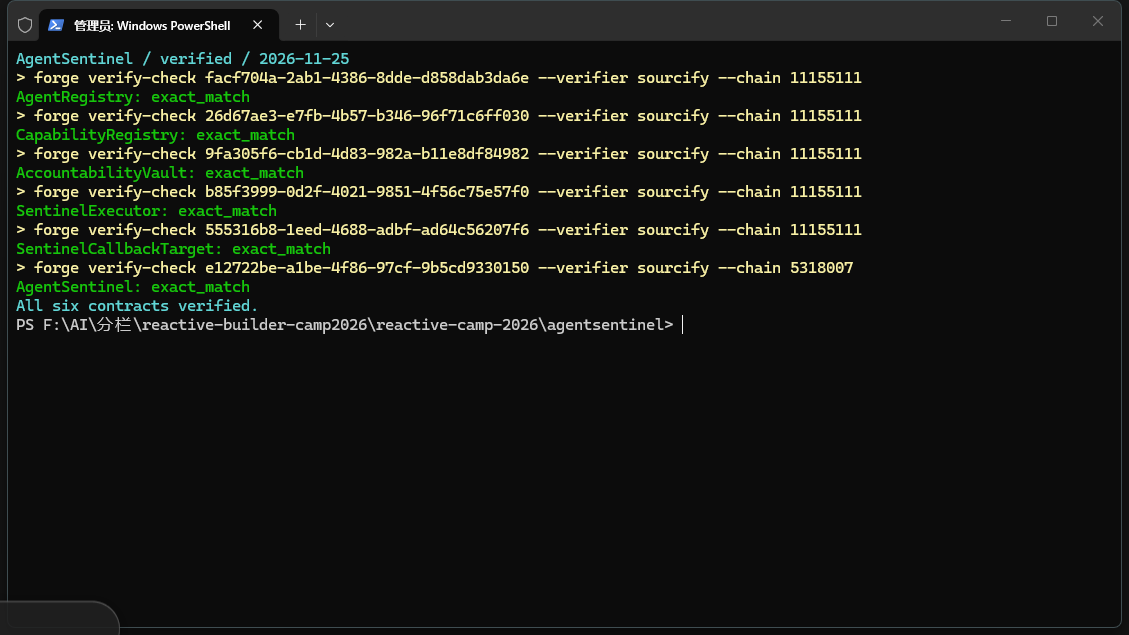 管理员: Windows PowerShell
AgentSentinel / verified / 2026-11-25
> forge verify-check facf704a-2ab1-4386-8dde-d858dab3da6e --verifier sourcify --chain 11155111
AgentRegistry: exact_match
> forge verify-check 26d67ae3-e7fb-4b57-b346-96f71c6ff030 --verifier sourcify --chain 11155111
CapabilityRegistry: exact_match
> forge verify-check 9fa305f6-cb1d-4d83-982a-b11e8df84982 --verifier sourcify --chain 11155111
AccountabilityVault: exact_match
> forge verify-check b85f3999-0d2f-4021-9851-4f56c75e57f0 --verifier sourcify --chain 11155111
SentinelExecutor: exact_match
> forge verify-check 555316b8-1eed-4688-adbf-ad64c56207f6 --verifier sourcify --chain 11155111
SentinelCallbackTarget: exact_match
> forge verify-check e12722be-a1be-4f86-97cf-9b5cd9330150 --verifier sourcify --chain 5318007
AgentSentinel: exact_match
All six contracts verified.
PS F:\AI\分栏\reactive-builder-camp2026\reactive-camp-2026\agentsentinel>